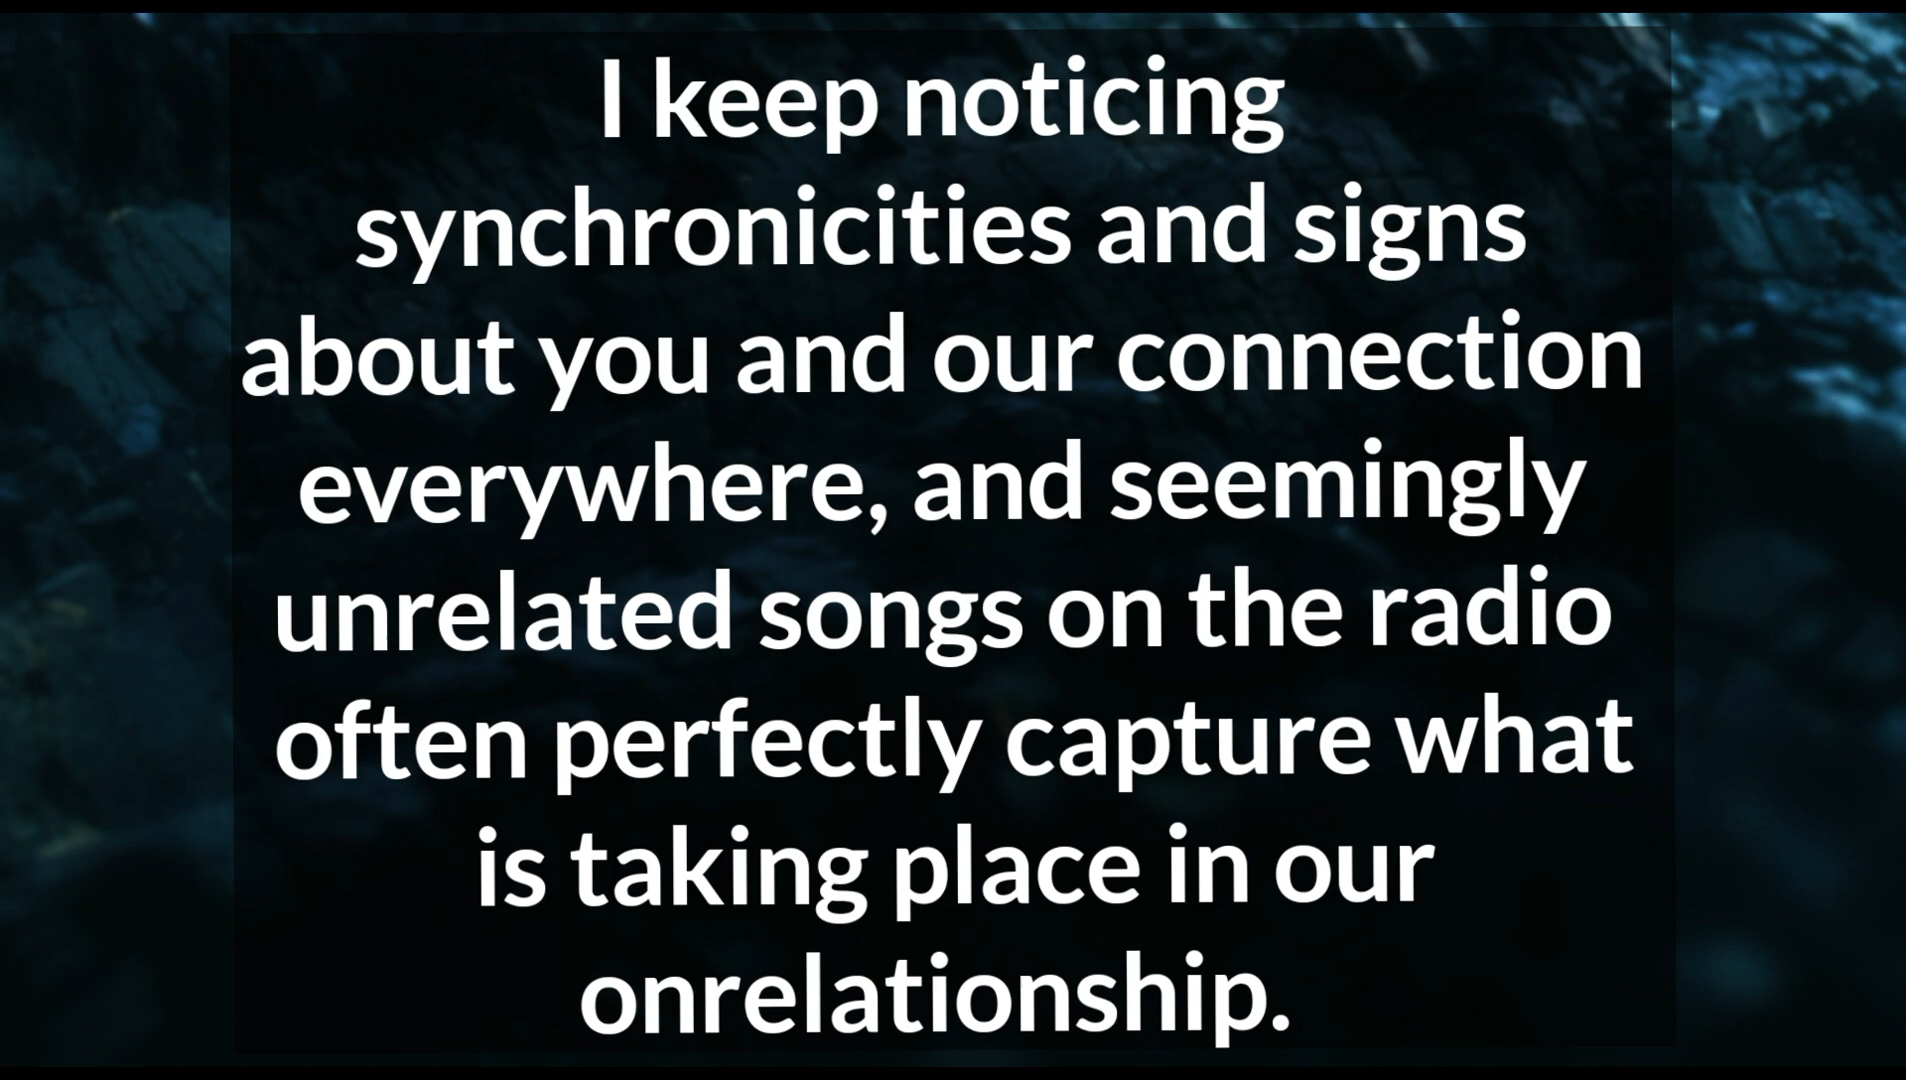 I keep noticing
synchronicities and signs
about you and our connection
everywhere, and seemingly
unrelated songs on the radio
often perfectly capture what
is taking place in our
onrelationship.